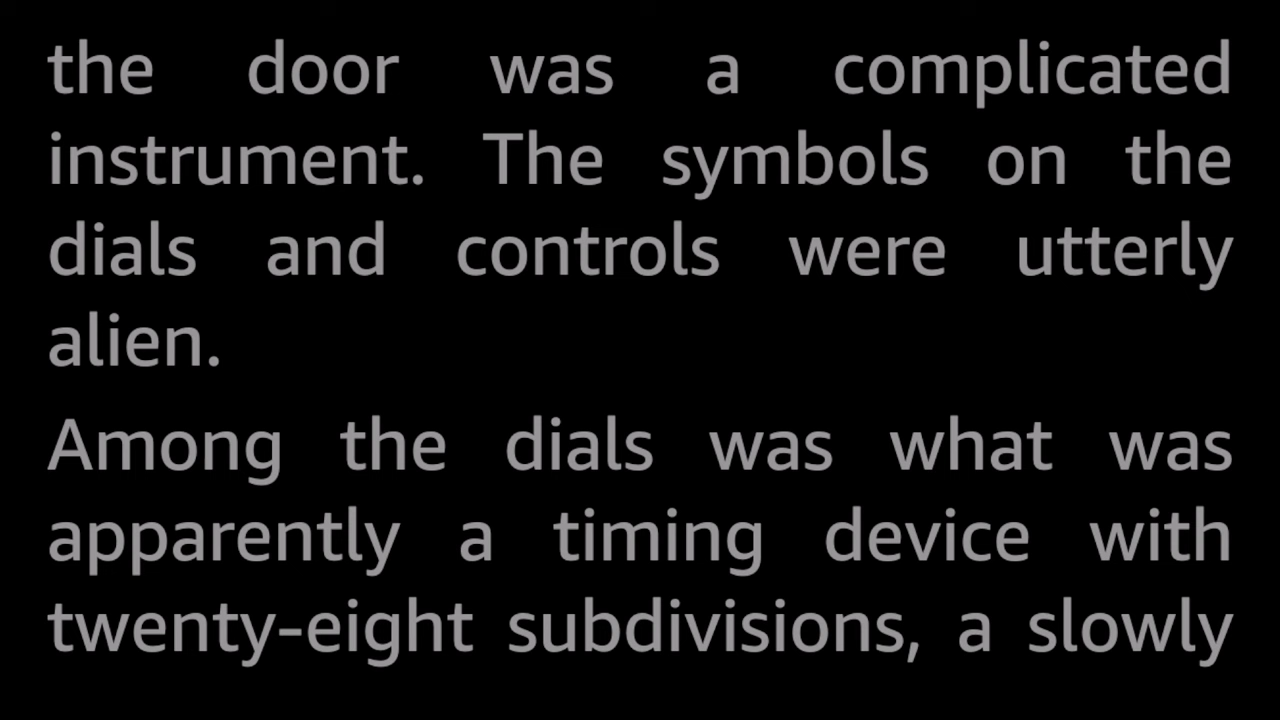 the door was a complicated
instrument. The symbols on the
dials and controls were utterly
alien.
Among the dials was what was
apparently a timing device with
twenty-eight subdivisions, a slowly